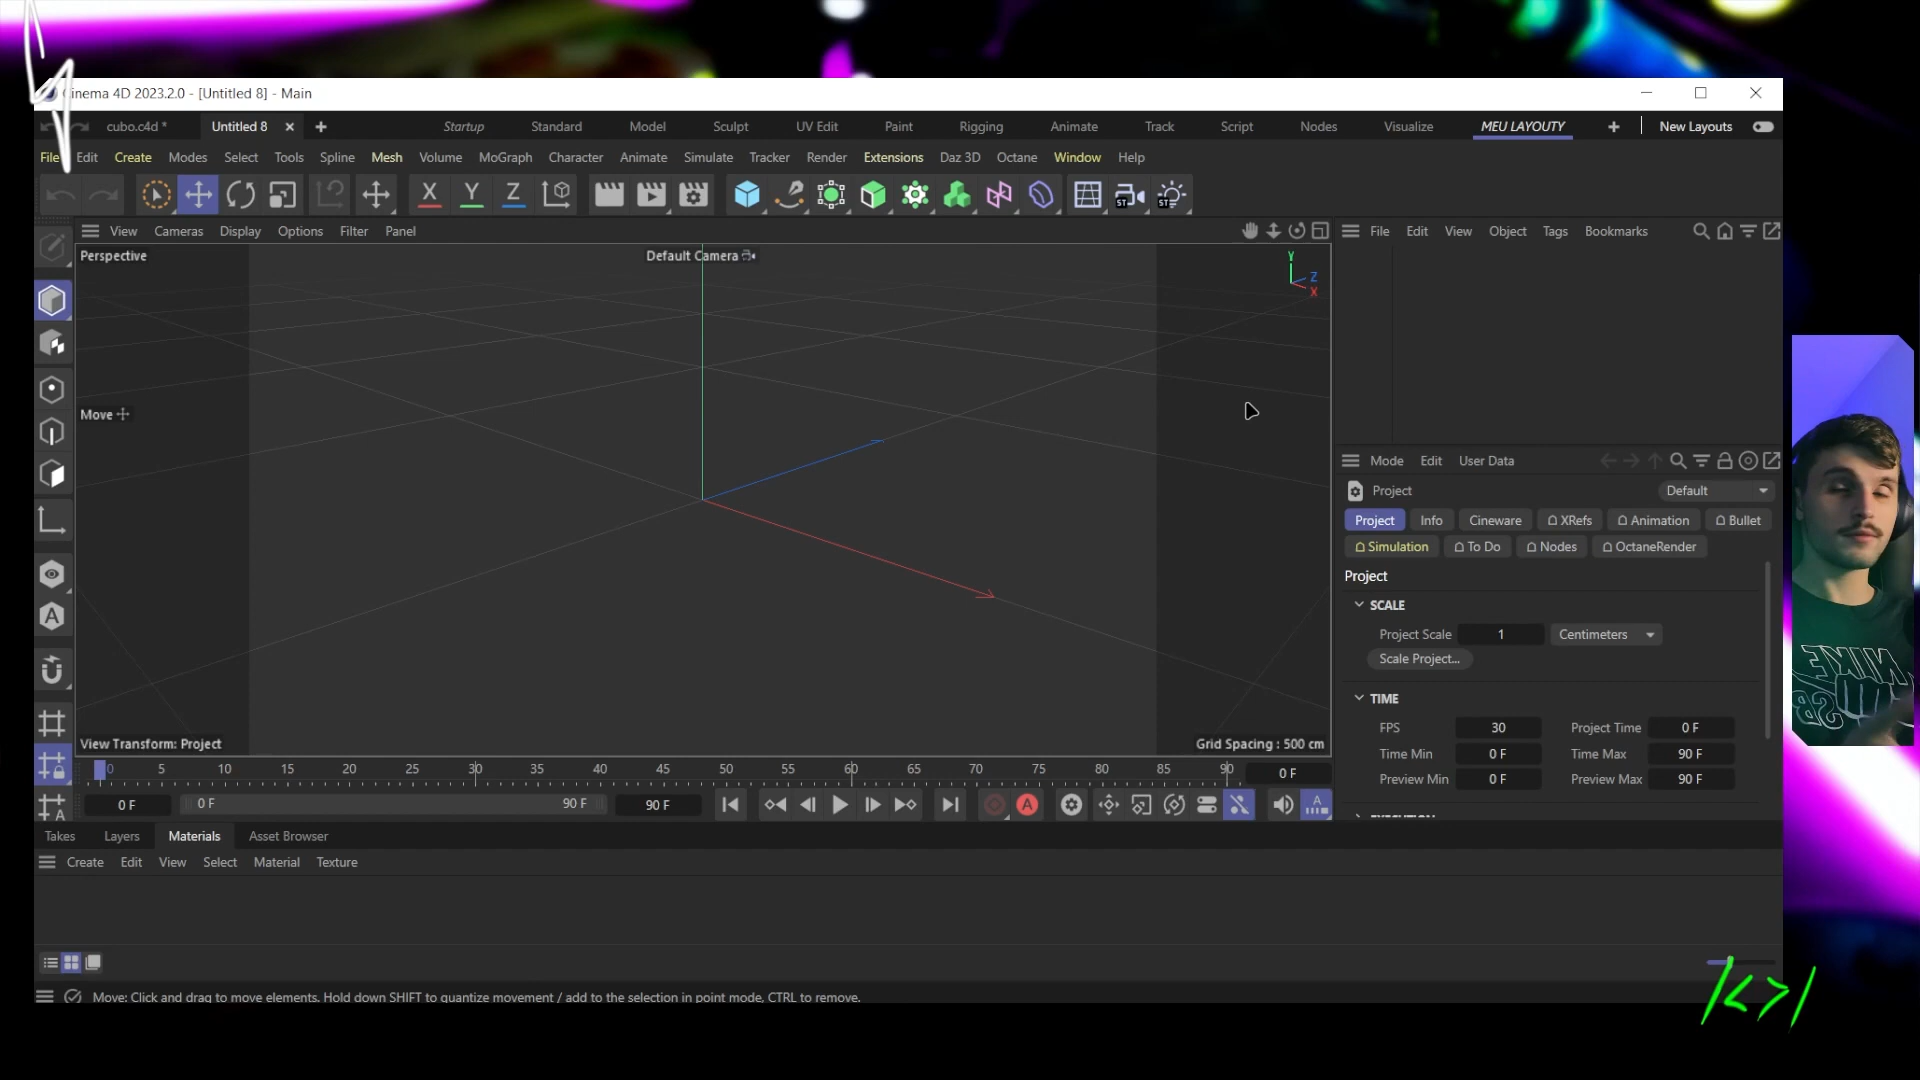 Cinema 4D 2023.2.0 - [Untitled 8] - Main
cubo.c4d *
Untitled 8
Startup
Standard
Model
Sculpt
UV Edit
Paint
Rigging
Animate
Track
Script
Nodes
Visualize
MEU LAYOUTY
New Layouts
File Edit Create Modes Select Tools Spline Mesh Volume MoGraph Character Animate Simulate Tracker Render Extensions Daz 3D Octane Window Help
X Y Z
ST ST
View Cameras Display Options Filter Panel
File Edit View Object Tags Bookmarks
Perspective
Default Camera
Y
Z
X
Move
Mode Edit User Data
Project
Default
Project Info Cineware XRefs Animation Bullet
Simulation To Do Nodes OctaneRender
Project
SCALE
Project Scale 1 Centimeters
Scale Project...
TIME
FPS 30 Project Time 0 F
Time Min 0 F Time Max 90 F
Preview Min 0 F Preview Max 90 F
View Transform: Project
Grid Spacing : 500 cm
0 5 10 15 20 25 30 35 40 45 50 55 60 65 70 75 80 85 90
0 F
0 F 0 F 90 F 90 F
A
A
Takes Layers Materials Asset Browser
Create Edit View Select Material Texture
Move: Click and drag to move elements. Hold down SHIFT to quantize movement / add to the selection in point mode, CTRL to remove.
NIKE
SB